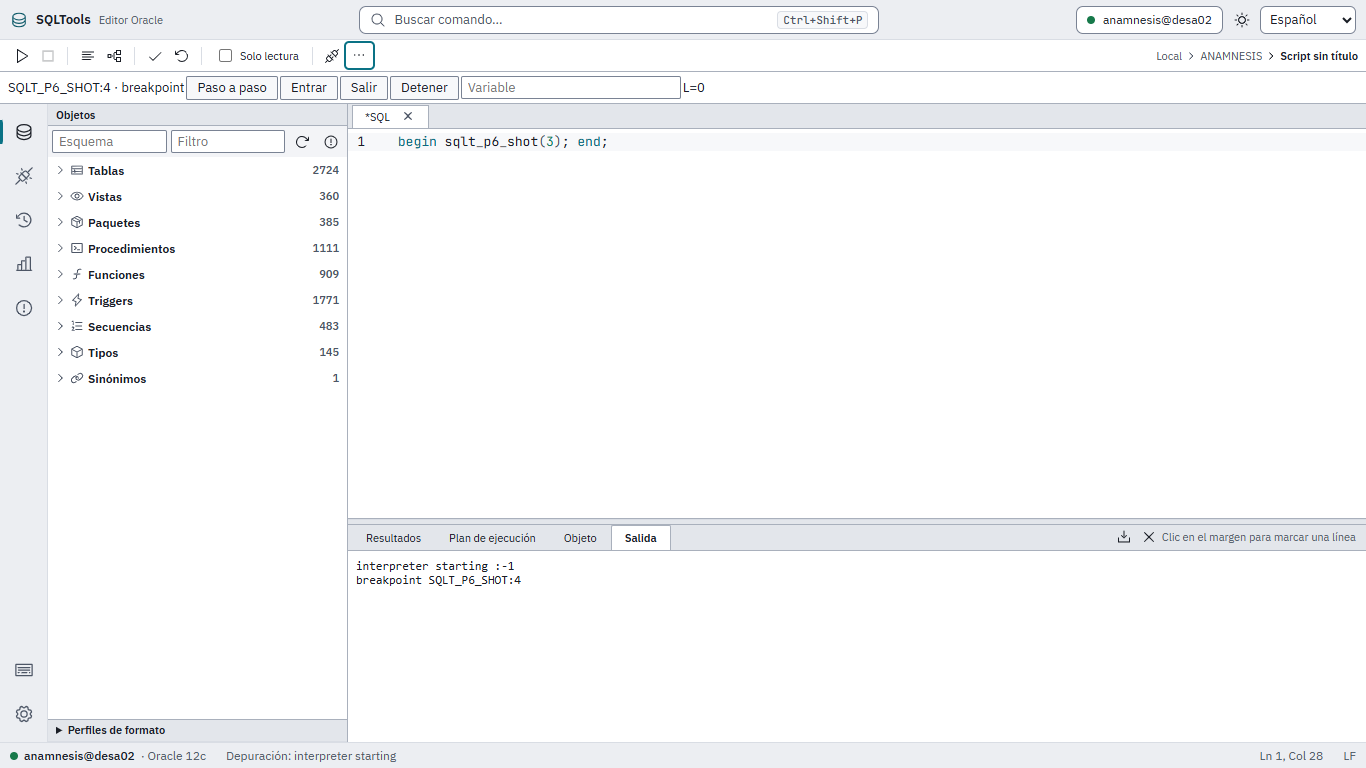 SQLTools Editor Oracle
Buscar comando... Ctrl+Shift+P
anamnesis@desa02
Español
Solo lectura
...
Local > ANAMNESIS > Script sin título
SQLT_P6_SHOT:4 · breakpoint Paso a paso Entrar Salir Detener Variable L=0
Objetos
Esquema Filtro
Tablas 2724
Vistas 360
Paquetes 385
Procedimientos 1111
Funciones 909
Triggers 1771
Secuencias 483
Tipos 145
Sinónimos 1
Perfiles de formato
*SQL
1 begin sqlt_p6_shot(3); end;
Resultados Plan de ejecución Objeto Salida
Clic en el margen para marcar una línea
interpreter starting :-1
breakpoint SQLT_P6_SHOT:4
anamnesis@desa02 · Oracle 12c Depuración: interpreter starting Ln 1, Col 28 LF